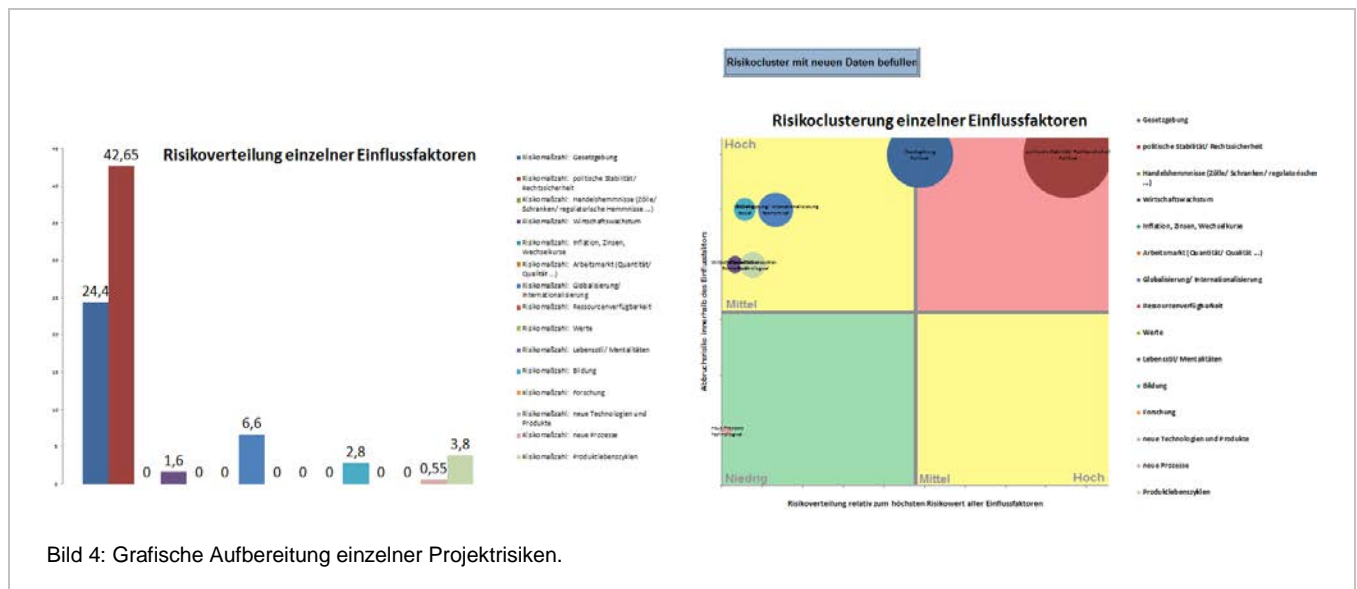 Risikocluster mit neuen Daten befüllen
Risikoverteilung einzelner Einflussfaktoren
42,65
24,4
0
1,6
0
0
6,6
0
0
0
2,8
0
0
0,55
3,8
Risikomaßzahl: Gesetzgebung
Risikomaßzahl: politische Stabilität/
Rechtssicherheit
Risikomaßzahl: Handelshemmnisse (Zölle/
Schranken/ regulatorische Hemmnisse ...)
Risikomaßzahl: Wirtschaftswachstum
Risikomaßzahl: Inflation, Zinsen,
Wechselkurse
Risikomaßzahl: Arbeitsmarkt (Quantität/
Qualität ...)
Risikomaßzahl: Globalisierung/
Internationalisierung
Risikomaßzahl: Ressourcenverfügbarkeit
Risikomaßzahl: Werte
Risikomaßzahl: Lebensstil/ Mentalitäten
Risikomaßzahl: Bildung
Risikomaßzahl: Forschung
Risikomaßzahl: neue Technologien und
Produkte
Risikomaßzahl: neue Prozesse
Risikomaßzahl: Produktlebenszyklen
Risikoclusterung einzelner Einflussfaktoren
Hoch
Mittel
Niedrig
Mittel
Hoch
Abbruchrisiko innerhalb des Einflussfaktors
Risikoverteilung relativ zum höchsten Risikowert aller Einflussfaktoren
Gesetzgebung
politische Stabilität/ Rechtssicherheit
Handelshemmnisse (Zölle/ Schranken/ regulatorische
...)
Wirtschaftswachstum
Inflation, Zinsen, Wechselkurse
Arbeitsmarkt (Quantität/ Qualität ...)
Globalisierung/ Internationalisierung
Ressourcenverfügbarkeit
Werte
Lebensstil/ Mentalitäten
Bildung
Forschung
neue Technologien und Produkte
neue Prozesse
Produktlebenszyklen
Bild 4: Grafische Aufbereitung einzelner Projektrisiken.